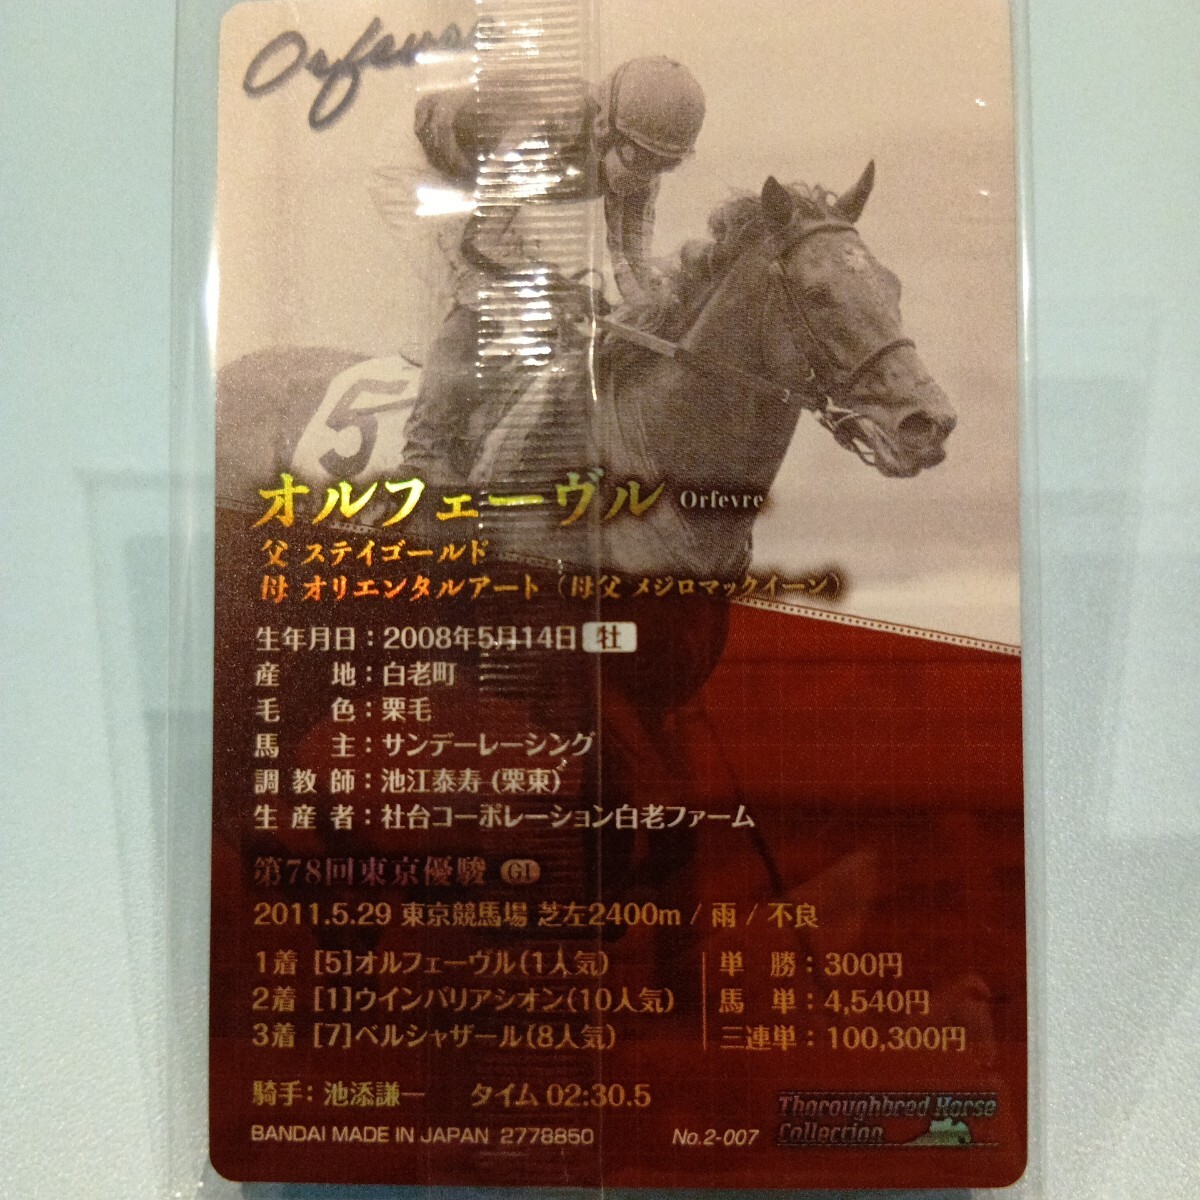 Orfevre
5
オルフェーヴル Orfevre
父 ステイゴールド
母 オリエンタルアート（母父 メジロマックイーン）
生年月日：2008年5月14日 牡
産　地：白老町
毛　色：栗毛
馬　主：サンデーレーシング
調教師：池江泰寿（栗東）
生産者：社台コーポレーション白老ファーム
第78回東京優駿 GI
2011.5.29 東京競馬場 芝左2400m / 雨 / 不良
1着 [5]オルフェーヴル(1人気) 単　勝：300円
2着 [1]ウインバリアシオン(10人気) 馬　単：4,540円
3着 [7]ベルシャザール(8人気) 三連単：100,300円
騎手：池添謙一　タイム 02:30.5
BANDAI MADE IN JAPAN 2778850 No.2-007
Thoroughbred Horse
Collection